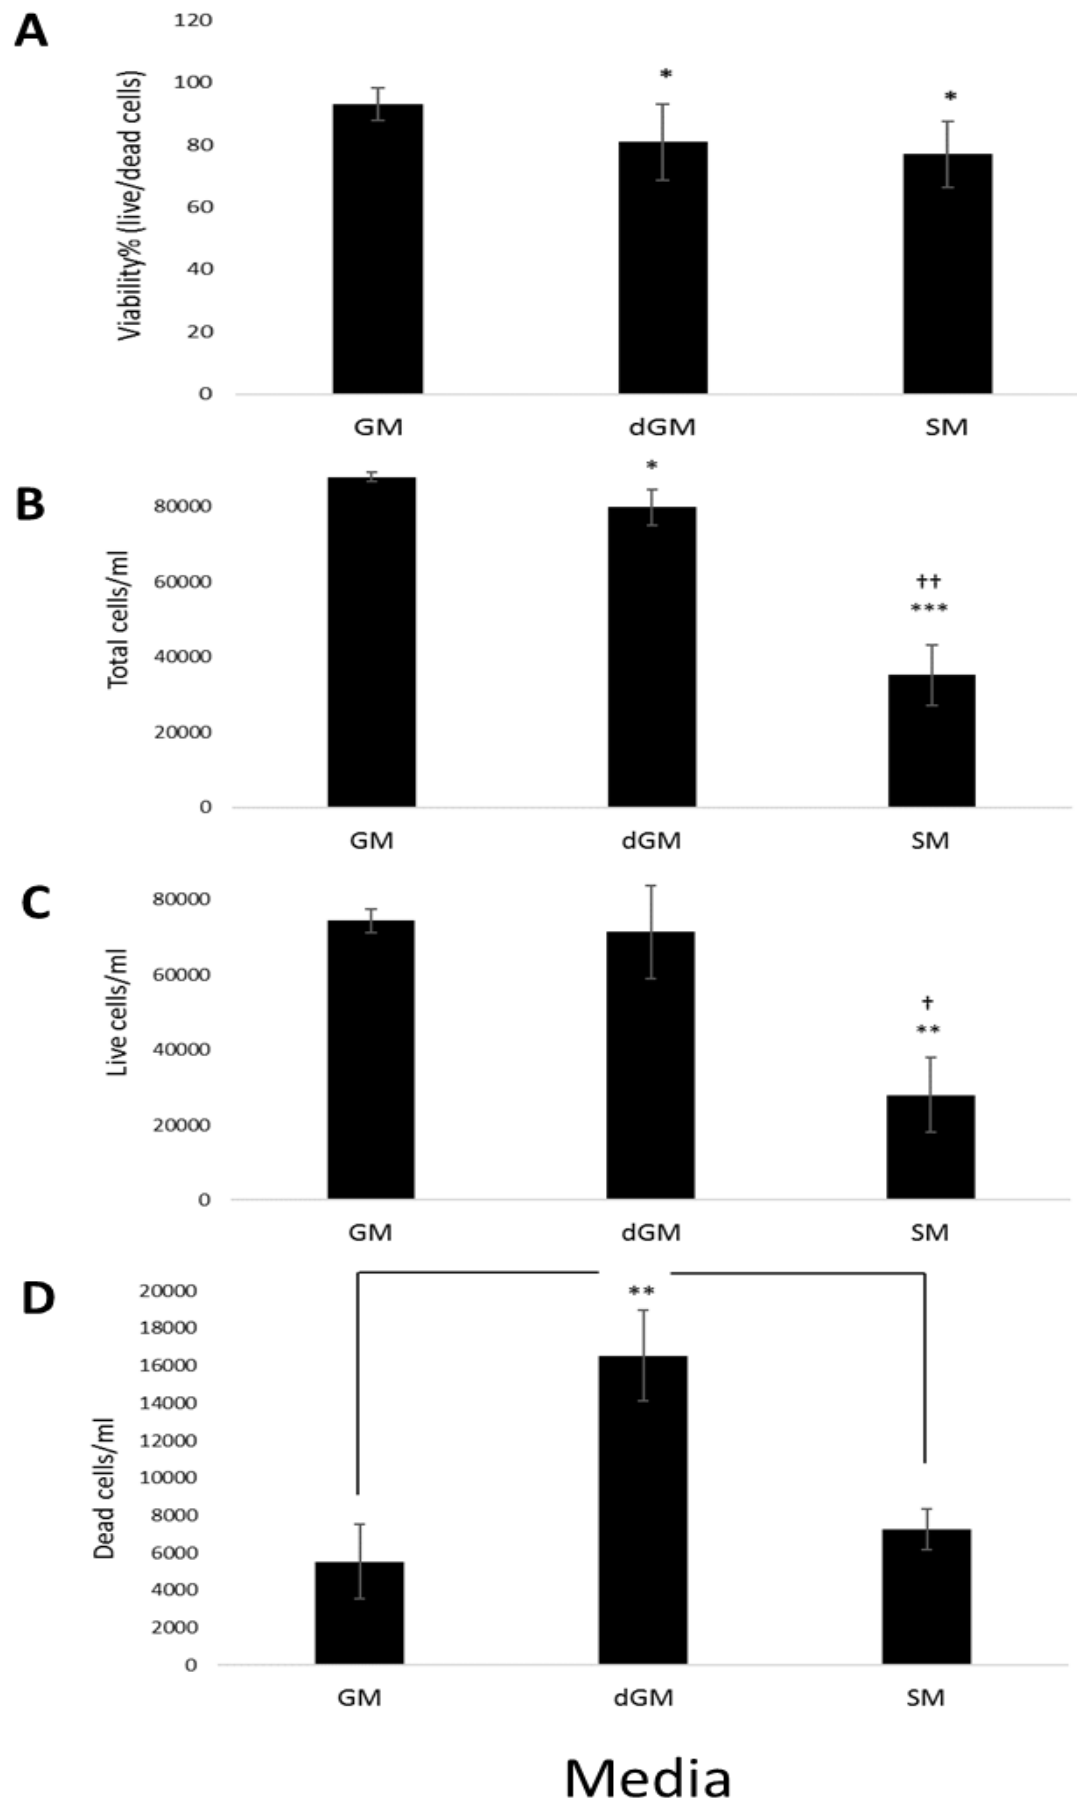 A
Viability% (live/dead cells)
120
100
80
60
40
20
0
*
*
GM dGM SM
B
Total cells/ml
80000
60000
40000
20000
0
*
††
***
GM dGM SM
C
Live cells/ml
80000
60000
40000
20000
0
†
**
GM dGM SM
D
Dead cells/ml
20000
18000
16000
14000
12000
10000
8000
6000
4000
2000
0
**
GM dGM SM
Media